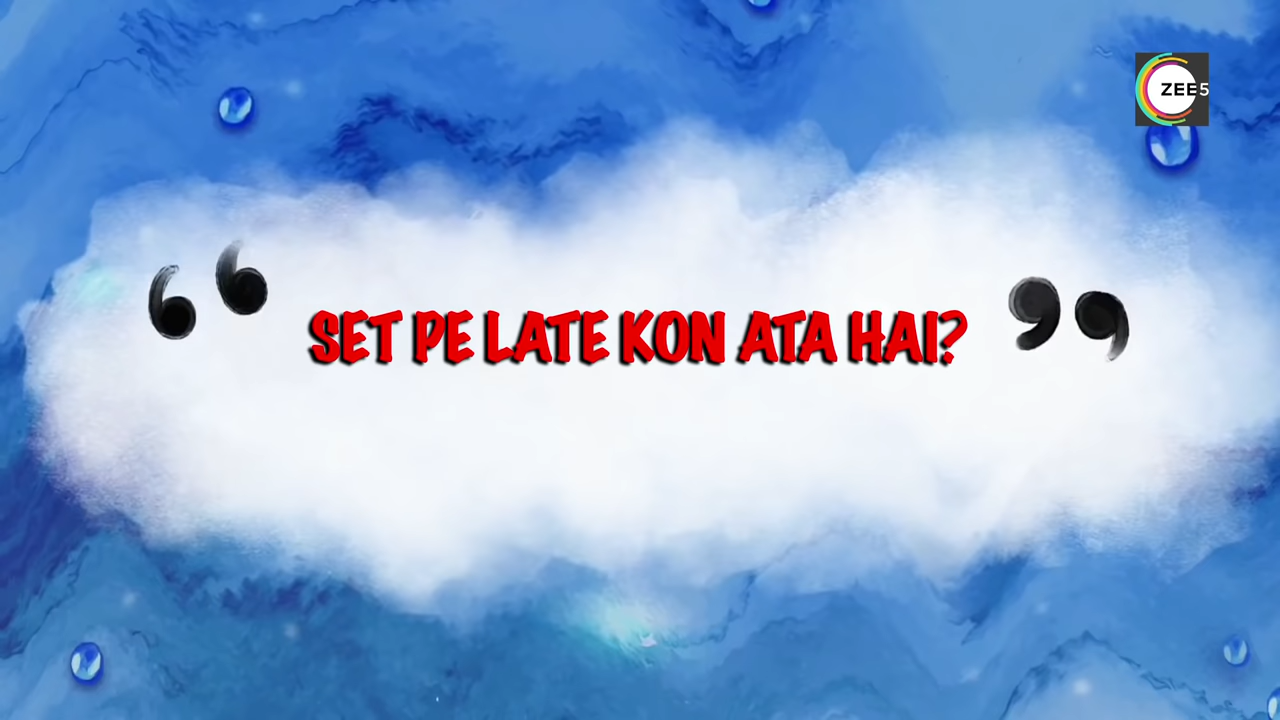 ZEE5
“ SET PE LATE KON ATA HAI? ”